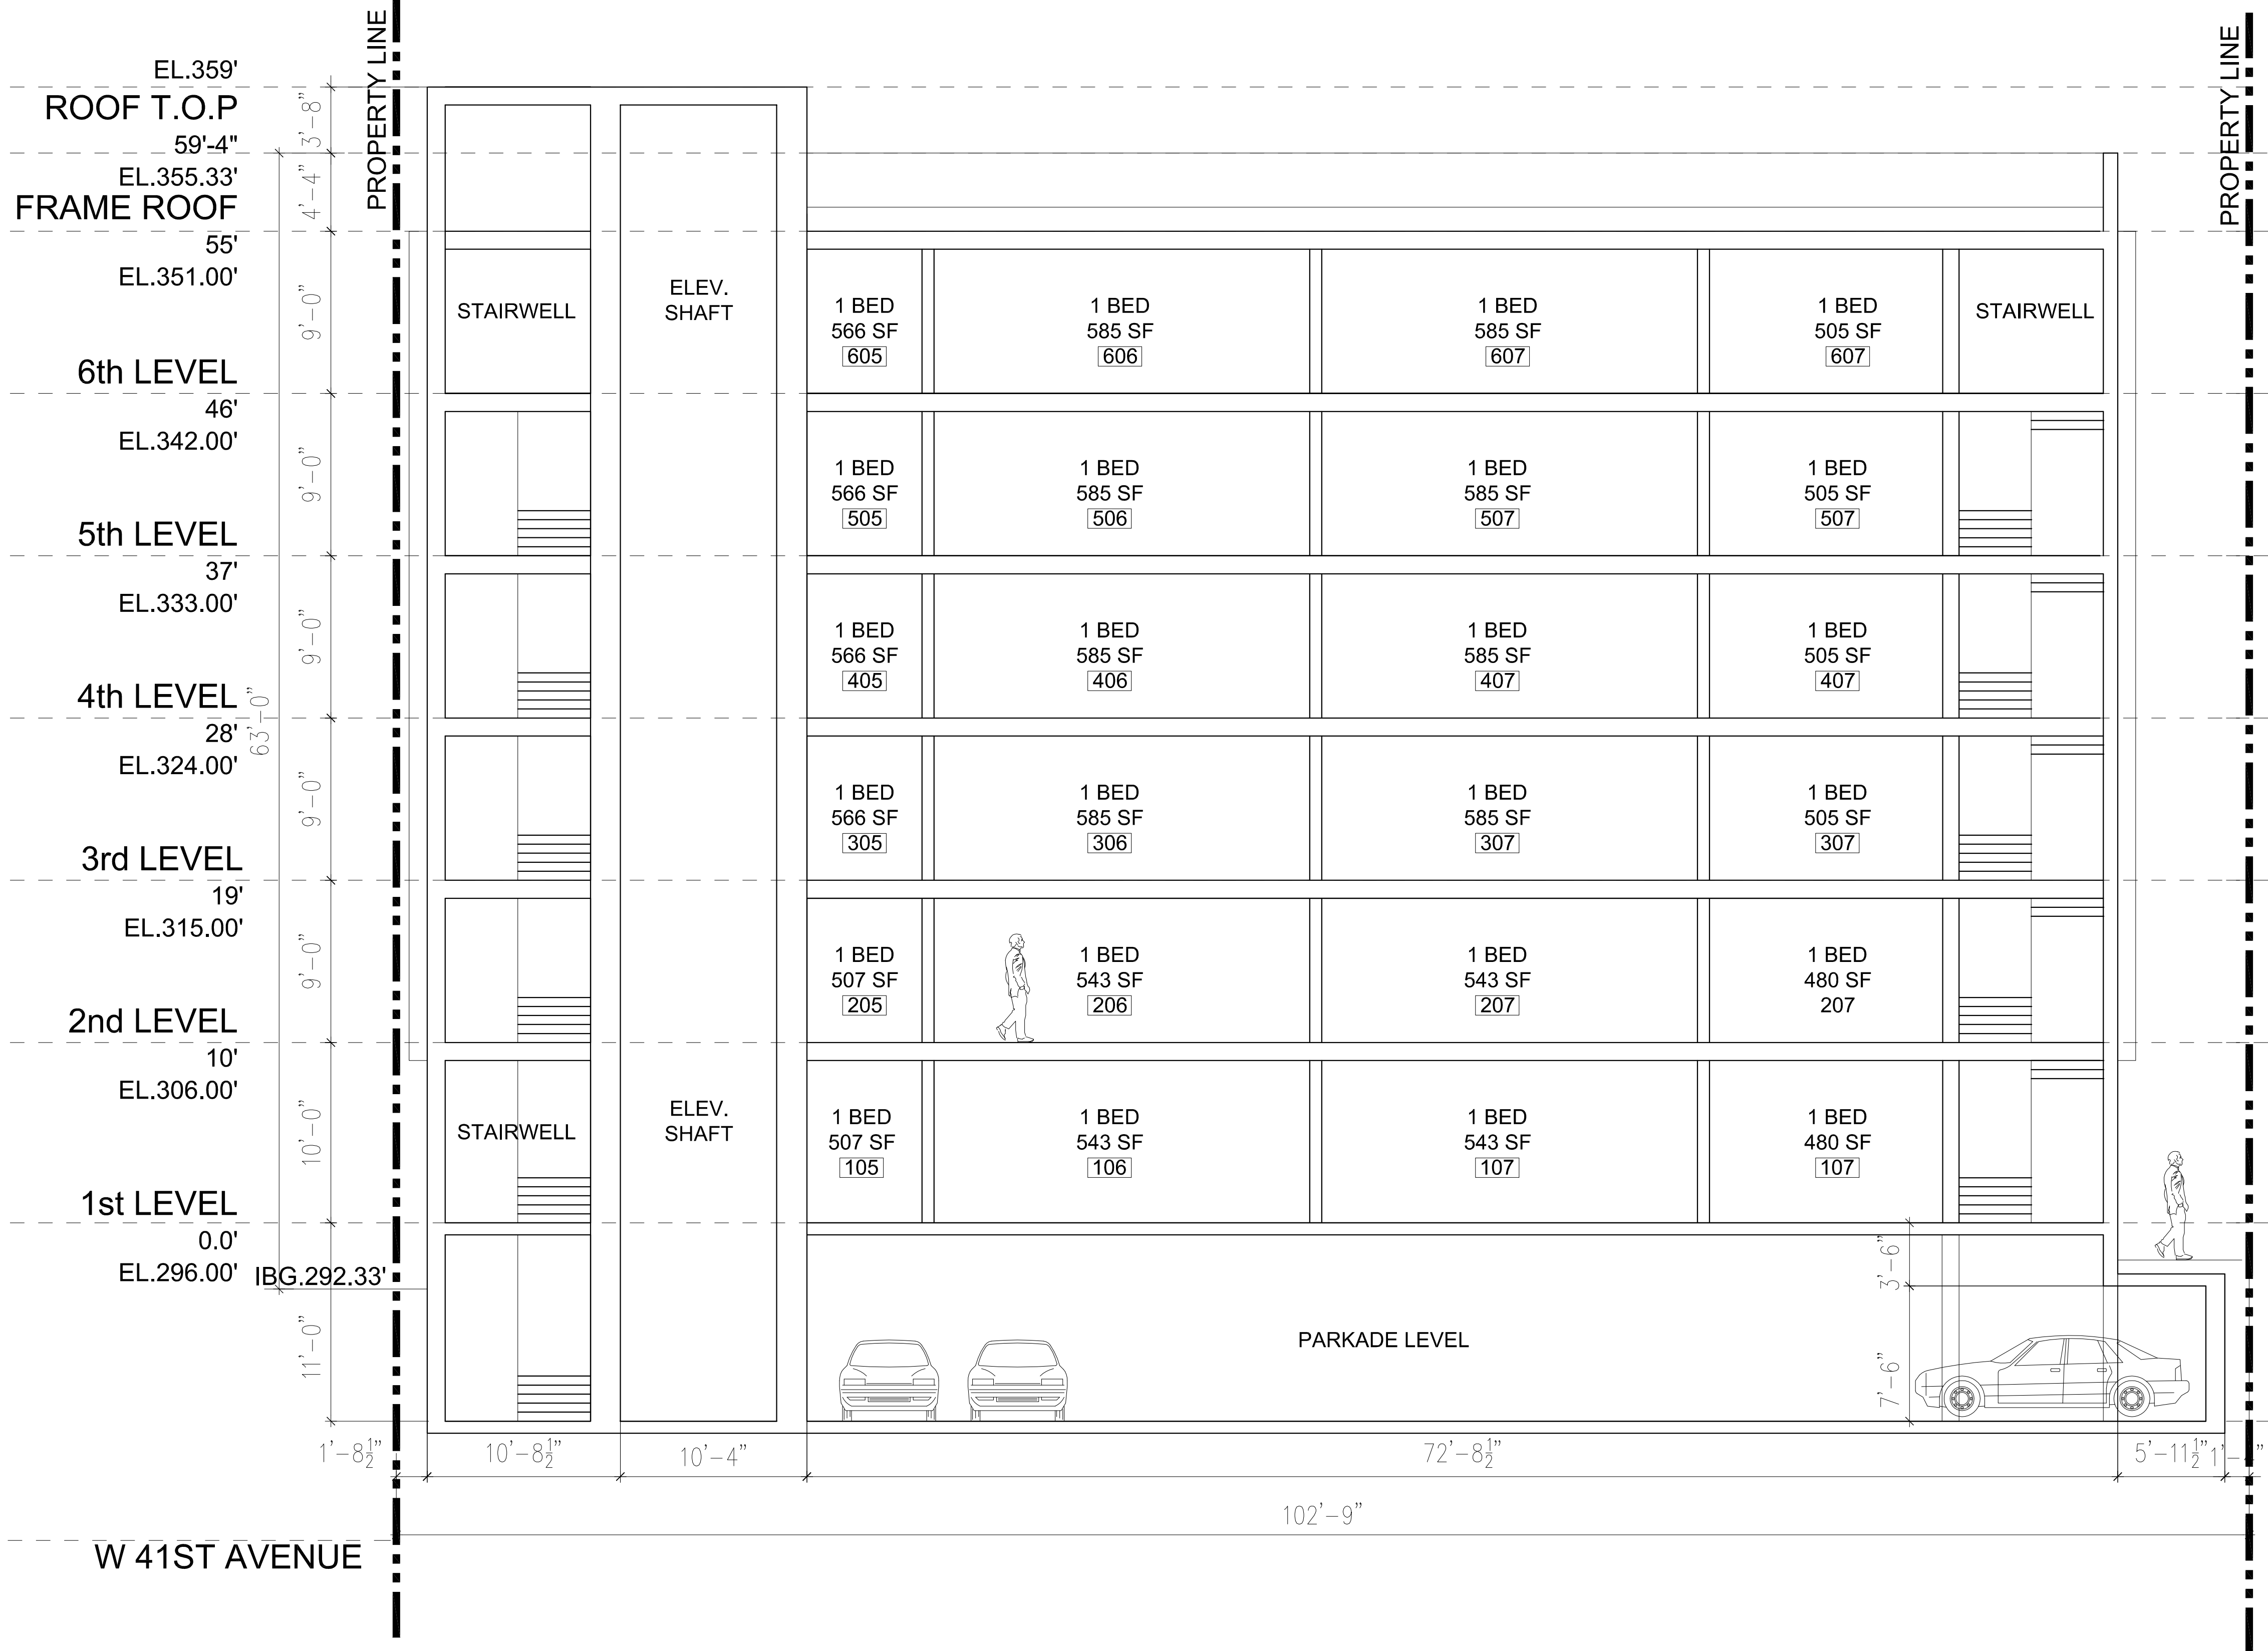 PROPERTY LINE
PROPERTY LINE
EL.359'
ROOF T.O.P
59'-4"
EL.355.33'
FRAME ROOF
55'
EL.351.00'
6th LEVEL
46'
EL.342.00'
5th LEVEL
37'
EL.333.00'
4th LEVEL
28'
EL.324.00'
3rd LEVEL
19'
EL.315.00'
2nd LEVEL
10'
EL.306.00'
1st LEVEL
0.0'
EL.296.00'
IBG.292.33'
63'-0"
3'-8"
4'-4"
9'-0"
9'-0"
9'-0"
9'-0"
9'-0"
10'-0"
11'-0"
STAIRWELL
ELEV.
SHAFT
1 BED
566 SF
605
1 BED
585 SF
606
1 BED
585 SF
607
1 BED
505 SF
607
STAIRWELL
1 BED
566 SF
505
1 BED
585 SF
506
1 BED
585 SF
507
1 BED
505 SF
507
1 BED
566 SF
405
1 BED
585 SF
406
1 BED
585 SF
407
1 BED
505 SF
407
1 BED
566 SF
305
1 BED
585 SF
306
1 BED
585 SF
307
1 BED
505 SF
307
1 BED
507 SF
205
1 BED
543 SF
206
1 BED
543 SF
207
1 BED
480 SF
207
STAIRWELL
ELEV.
SHAFT
1 BED
507 SF
105
1 BED
543 SF
106
1 BED
543 SF
107
1 BED
480 SF
107
3'-6"
7'-6"
PARKADE LEVEL
1'-8½"
10'-8½"
10'-4"
72'-8½"
5'-11½"
102'-9"
W 41ST AVENUE